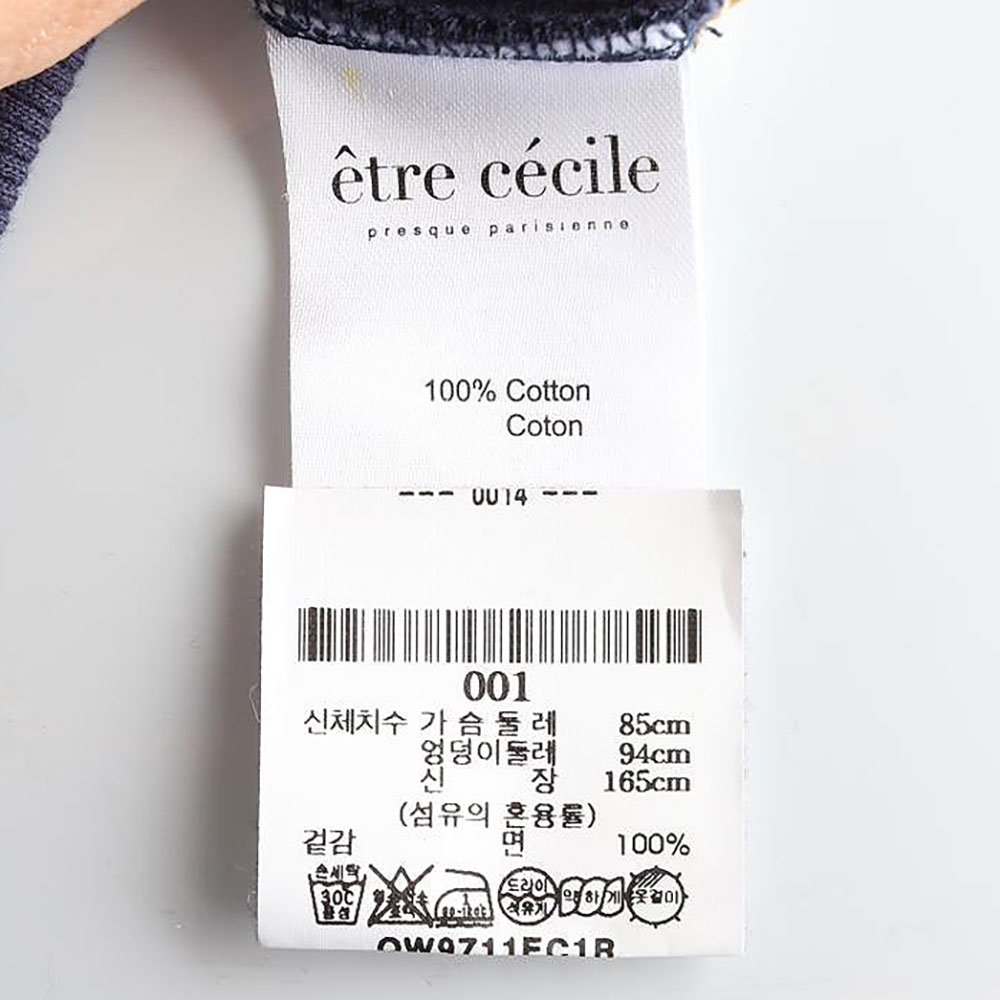 être cécile
presque parisienne
100% Cotton
Coton
--- 0014 ---
001
신체치수 가슴둘레 85cm
엉덩이둘레 94cm
신장 165cm
(섬유의 혼용률)
겉감 면 100%
손세탁 30℃ 중성 드라이 석유계 약하게 옷걸이